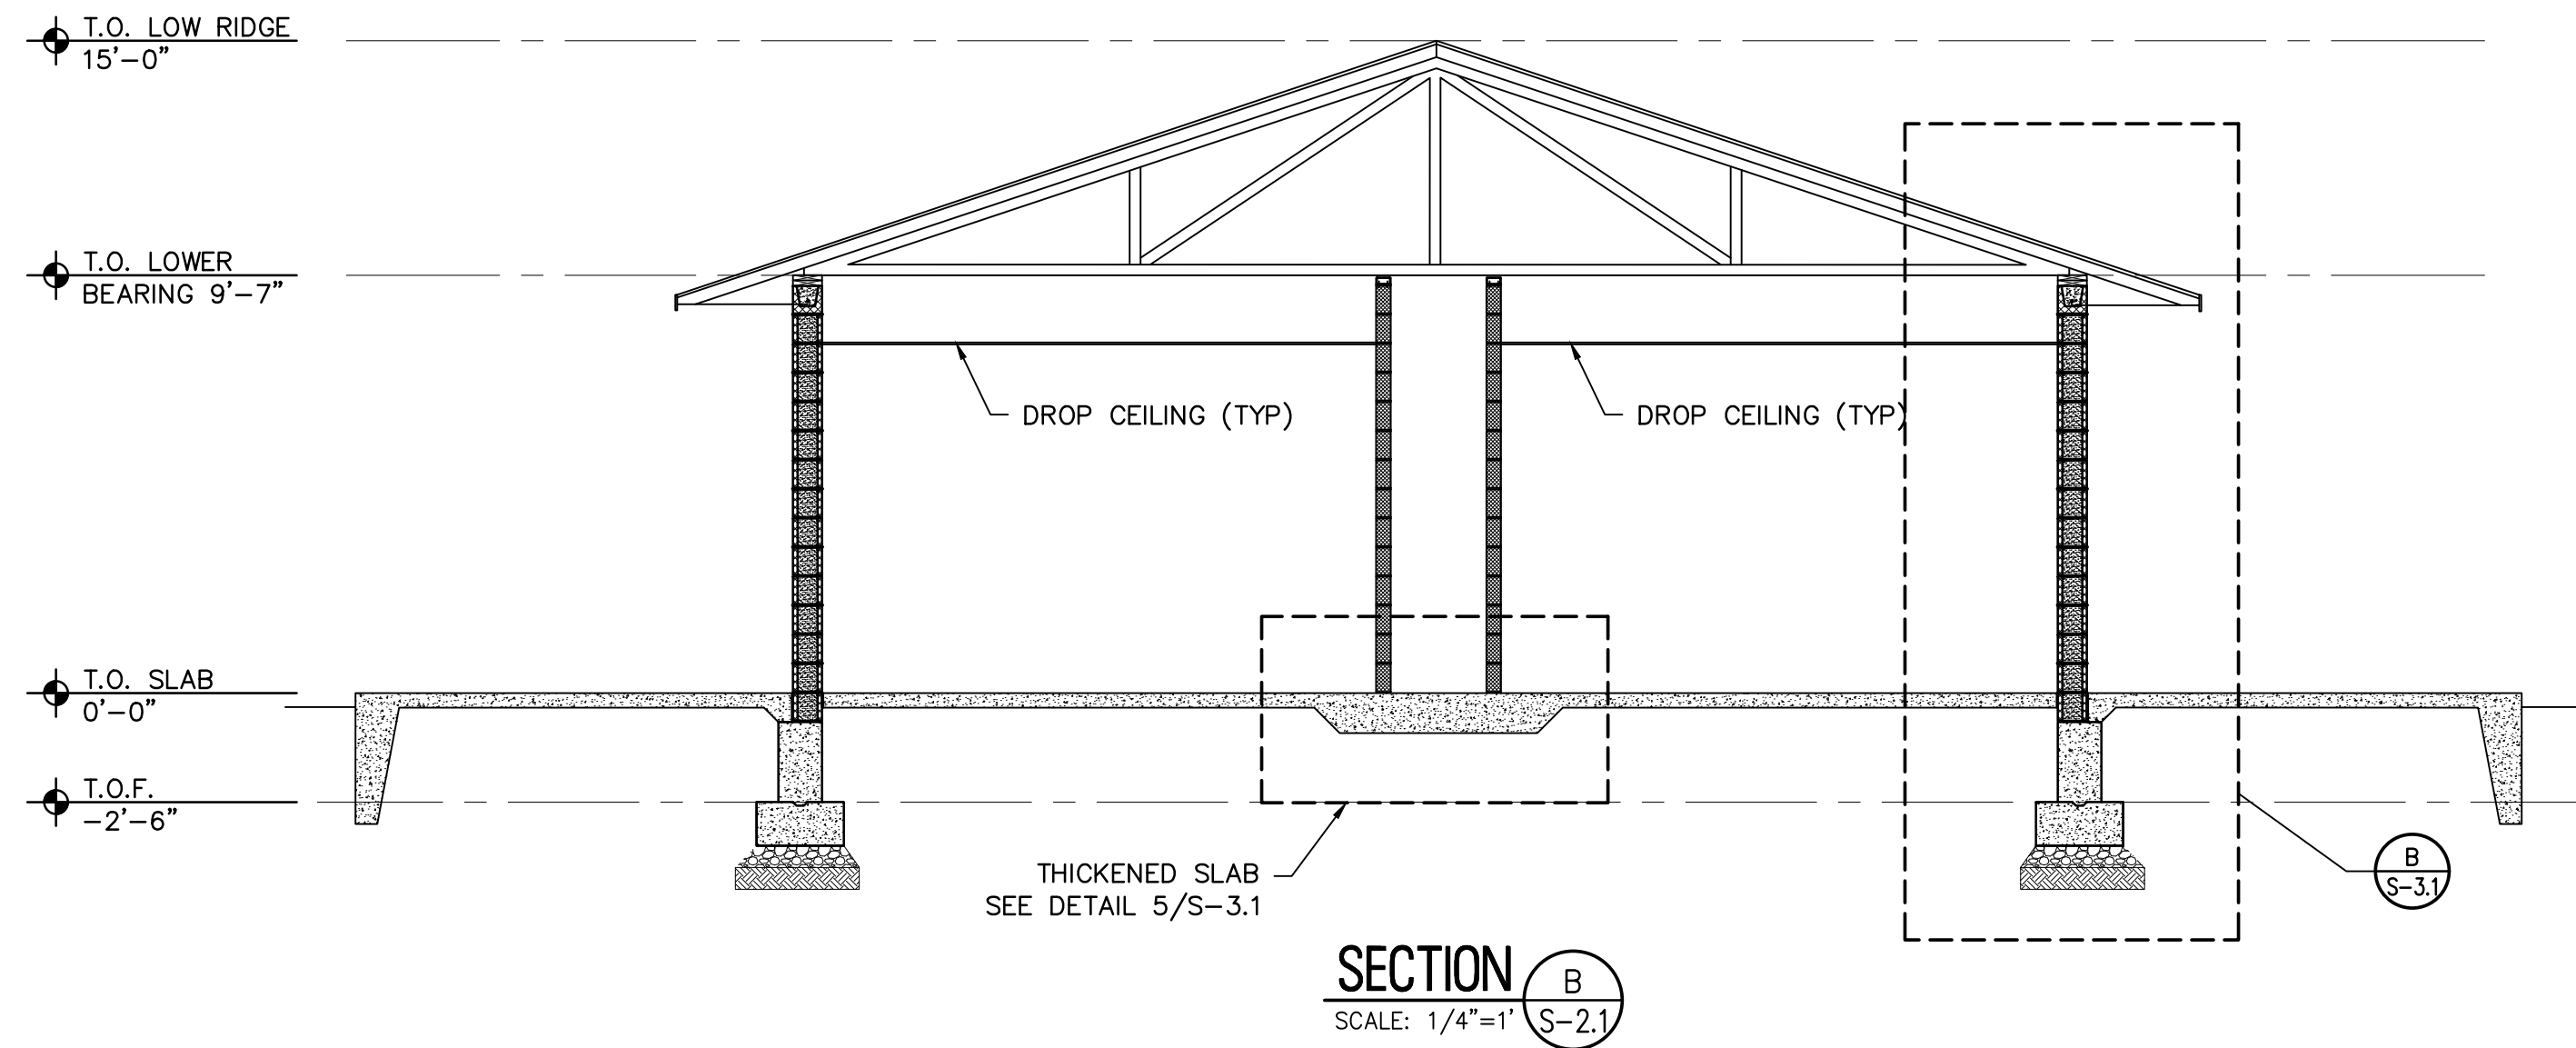 T.O. LOW RIDGE
15'-0"
T.O. LOWER
BEARING 9'-7"
DROP CEILING (TYP)
DROP CEILING (TYP)
T.O. SLAB
0'-0"
T.O.F.
-2'-6"
THICKENED SLAB
SEE DETAIL 5/S-3.1
B
S-3.1
SECTION
SCALE: 1/4"=1'
B
S-2.1